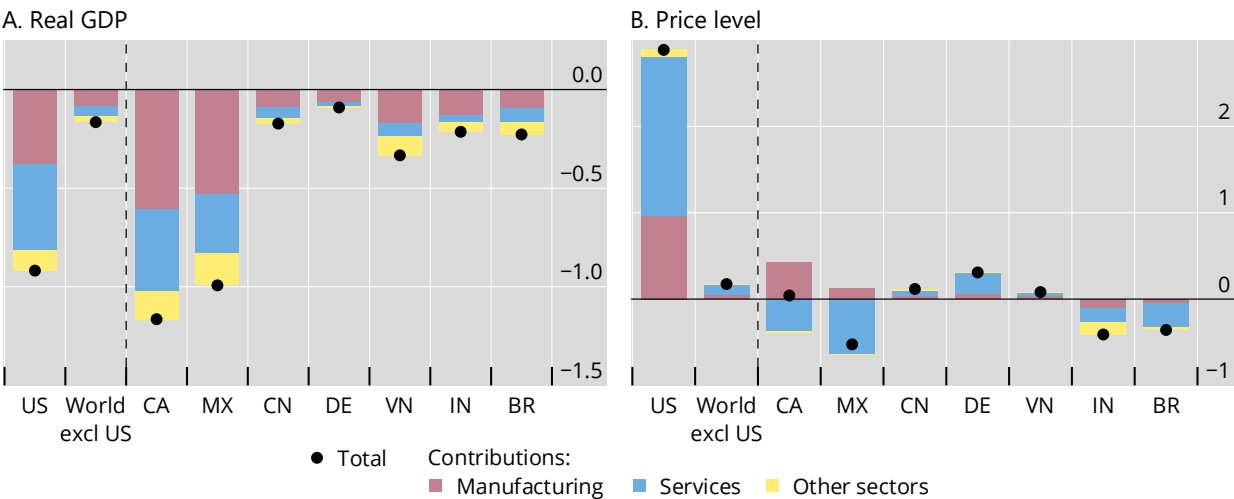 A. Real GDP
0.0
−0.5
−1.0
−1.5
US World CA MX CN DE VN IN BR
excl US
B. Price level
2
1
0
−1
US World CA MX CN DE VN IN BR
excl US
Total Contributions:
Manufacturing Services Other sectors